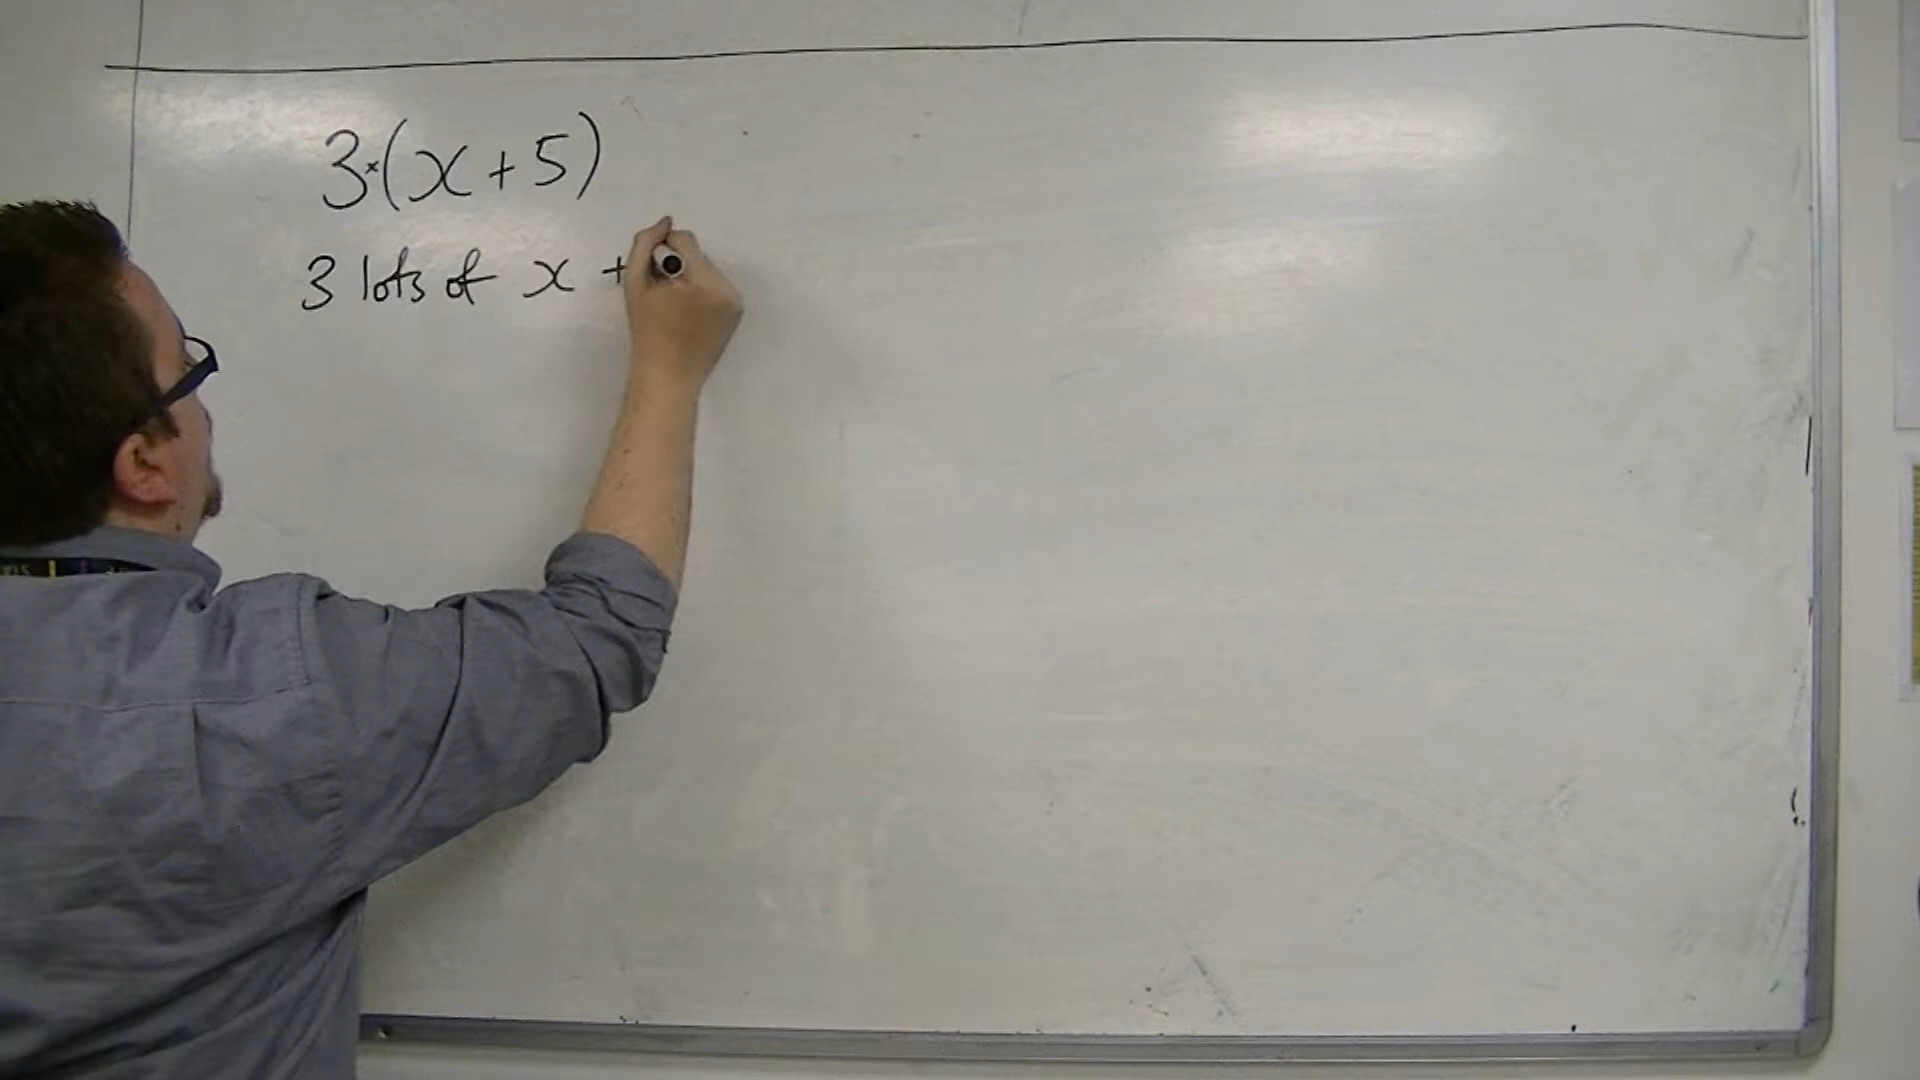 3×(x+5)
3 lots of x +